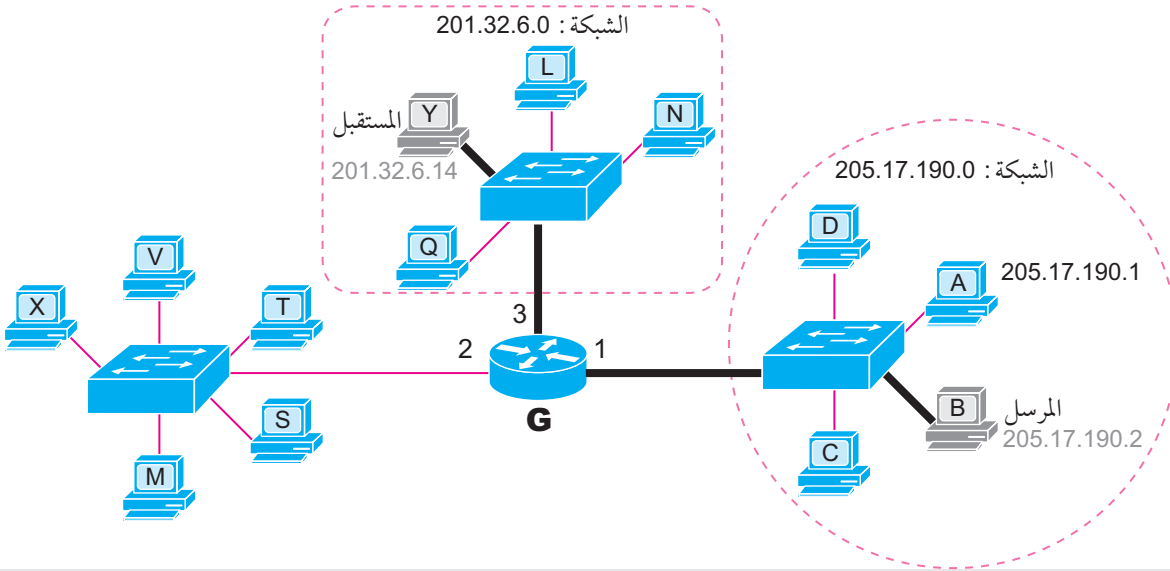 الشبكة : 201.32.6.0
L
Y
المستقبل
N
201.32.6.14
الشبكة : 205.17.190.0
Q
D
V
A
205.17.190.1
X
T
3
2
1
G
B
المرسل
205.17.190.2
S
C
M